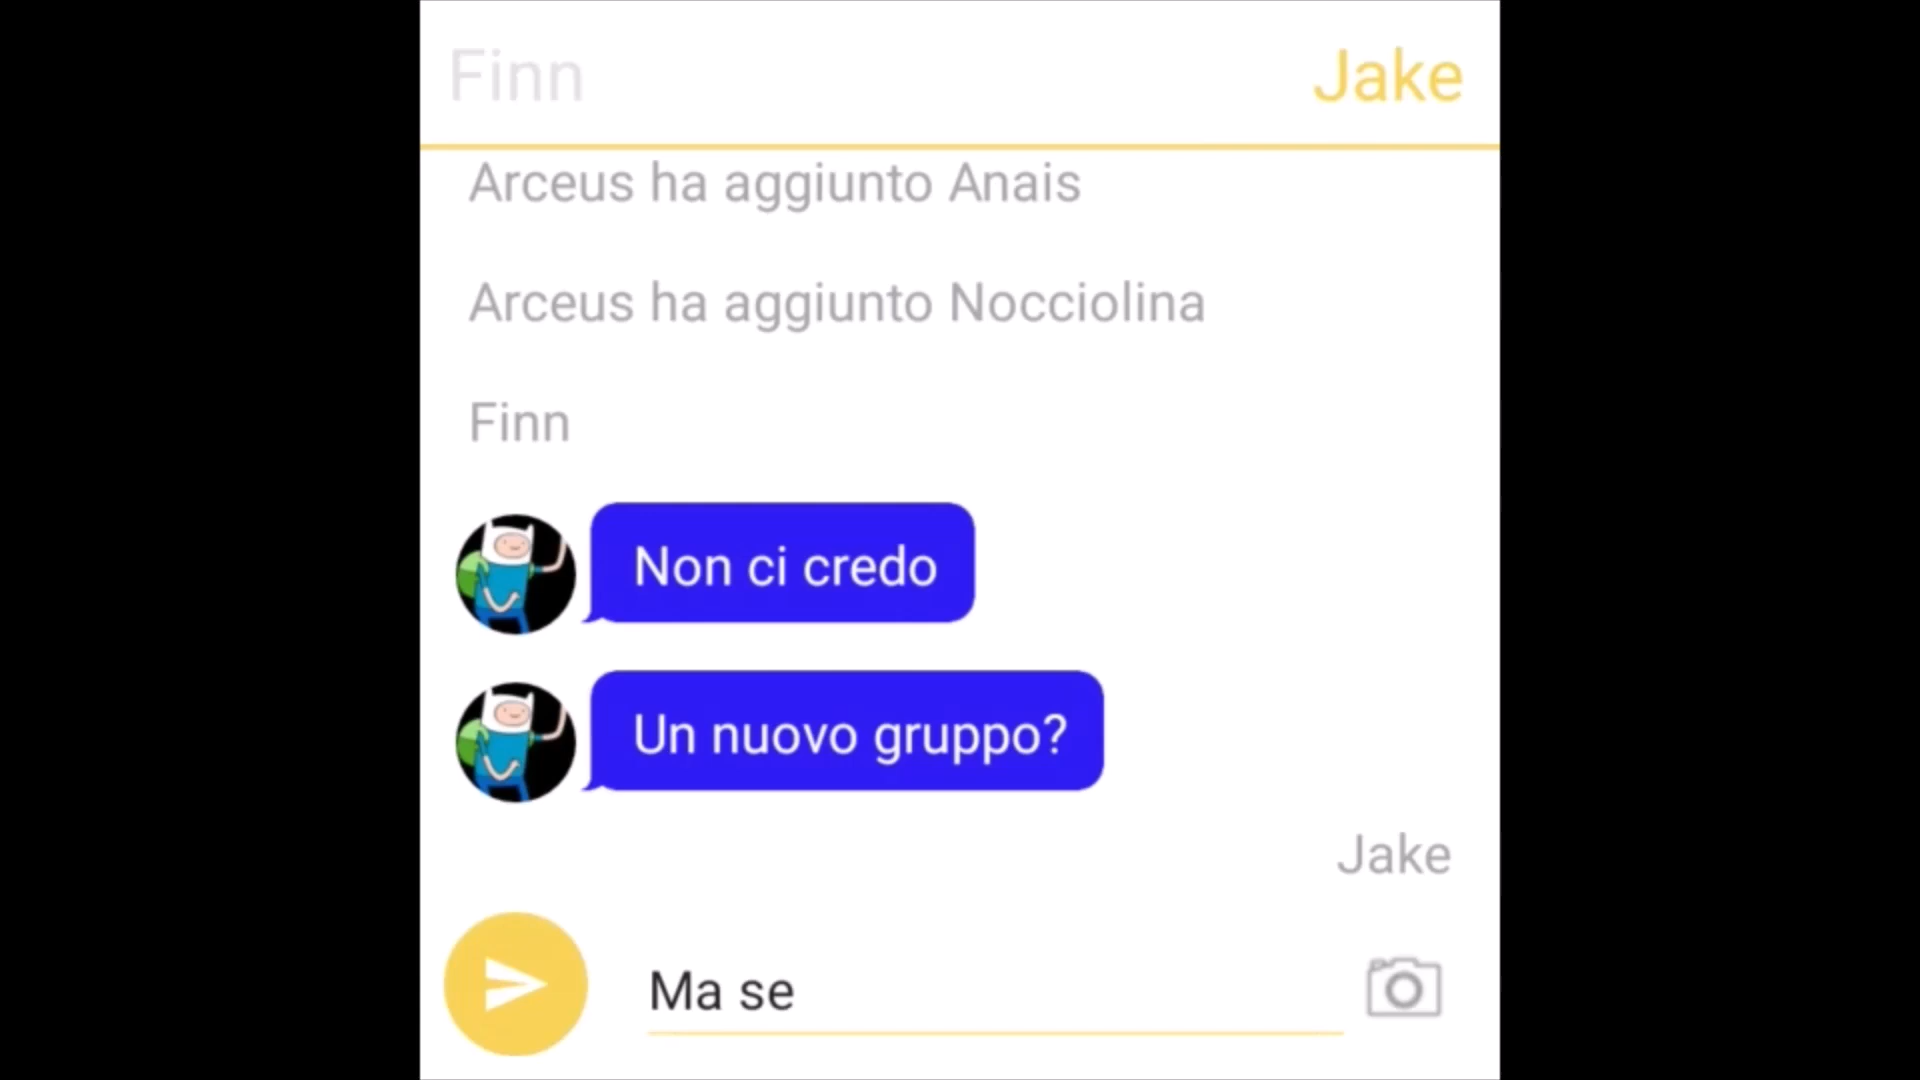 Finn Jake
Arceus ha aggiunto Anais
Arceus ha aggiunto Nocciolina
Finn
Non ci credo
Un nuovo gruppo?
Jake
Ma se